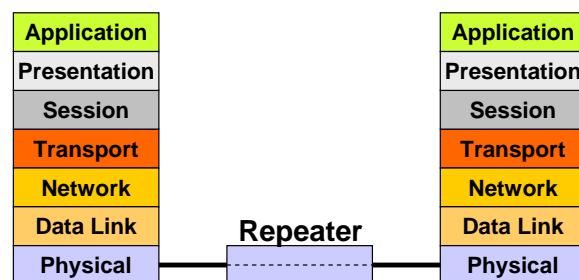 Application
Presentation
Session
Transport
Network
Data Link
Physical
Repeater
Application
Presentation
Session
Transport
Network
Data Link
Physical